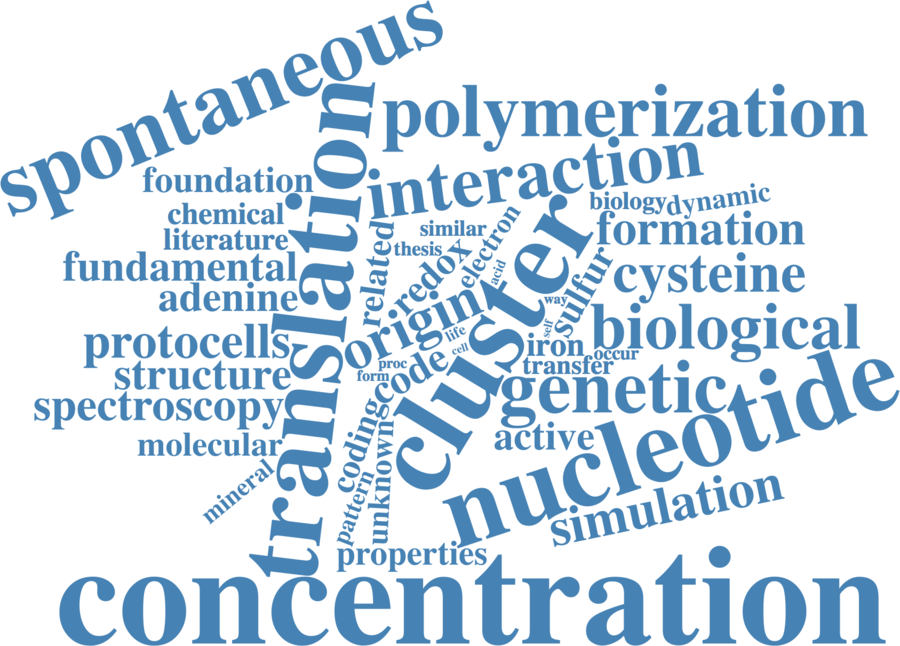 spontaneous
polymerization
translation
interaction
foundation
biology
dynamic
chemical
similar
electron
formation
literature
thesis
related
redox
cluster
fundamental
acid
sulfur
cysteine
adenine
origin
way
self
biological
protocells
life
cell
iron
occur
structure
proc
form
code
transfer
genetic
spectroscopy
nucleotide
molecular
coding
unknown
active
mineral
pattern
simulation
properties
concentration